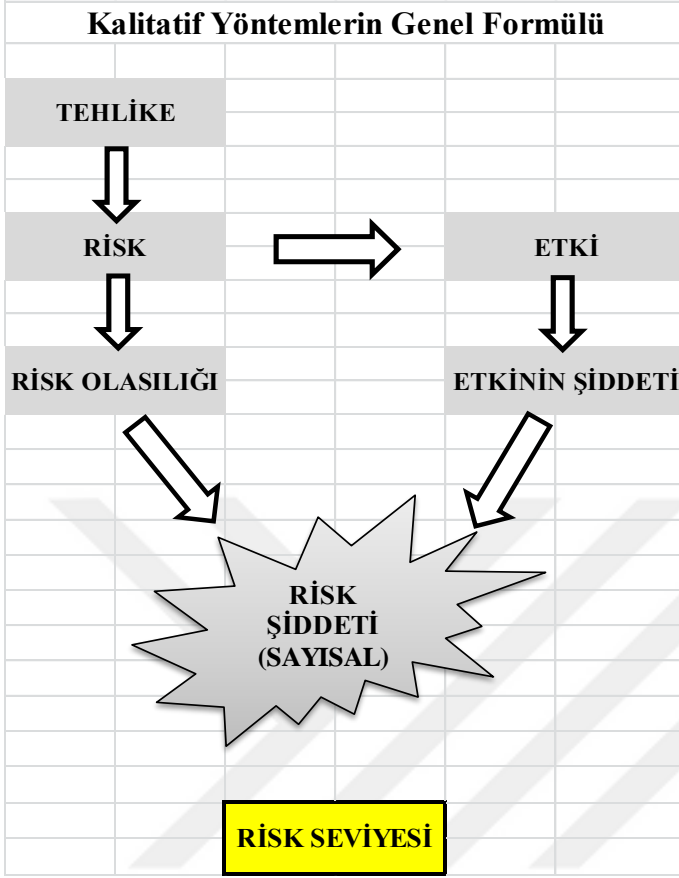 Kalitatif Yöntemlerin Genel Formülü
TEHLİKE
RİSK
ETKİ
RİSK OLASILIĞI
ETKİNİN ŞİDDETİ
RİSK
ŞİDDETİ
(SAYISAL)
RİSK SEVİYESİ